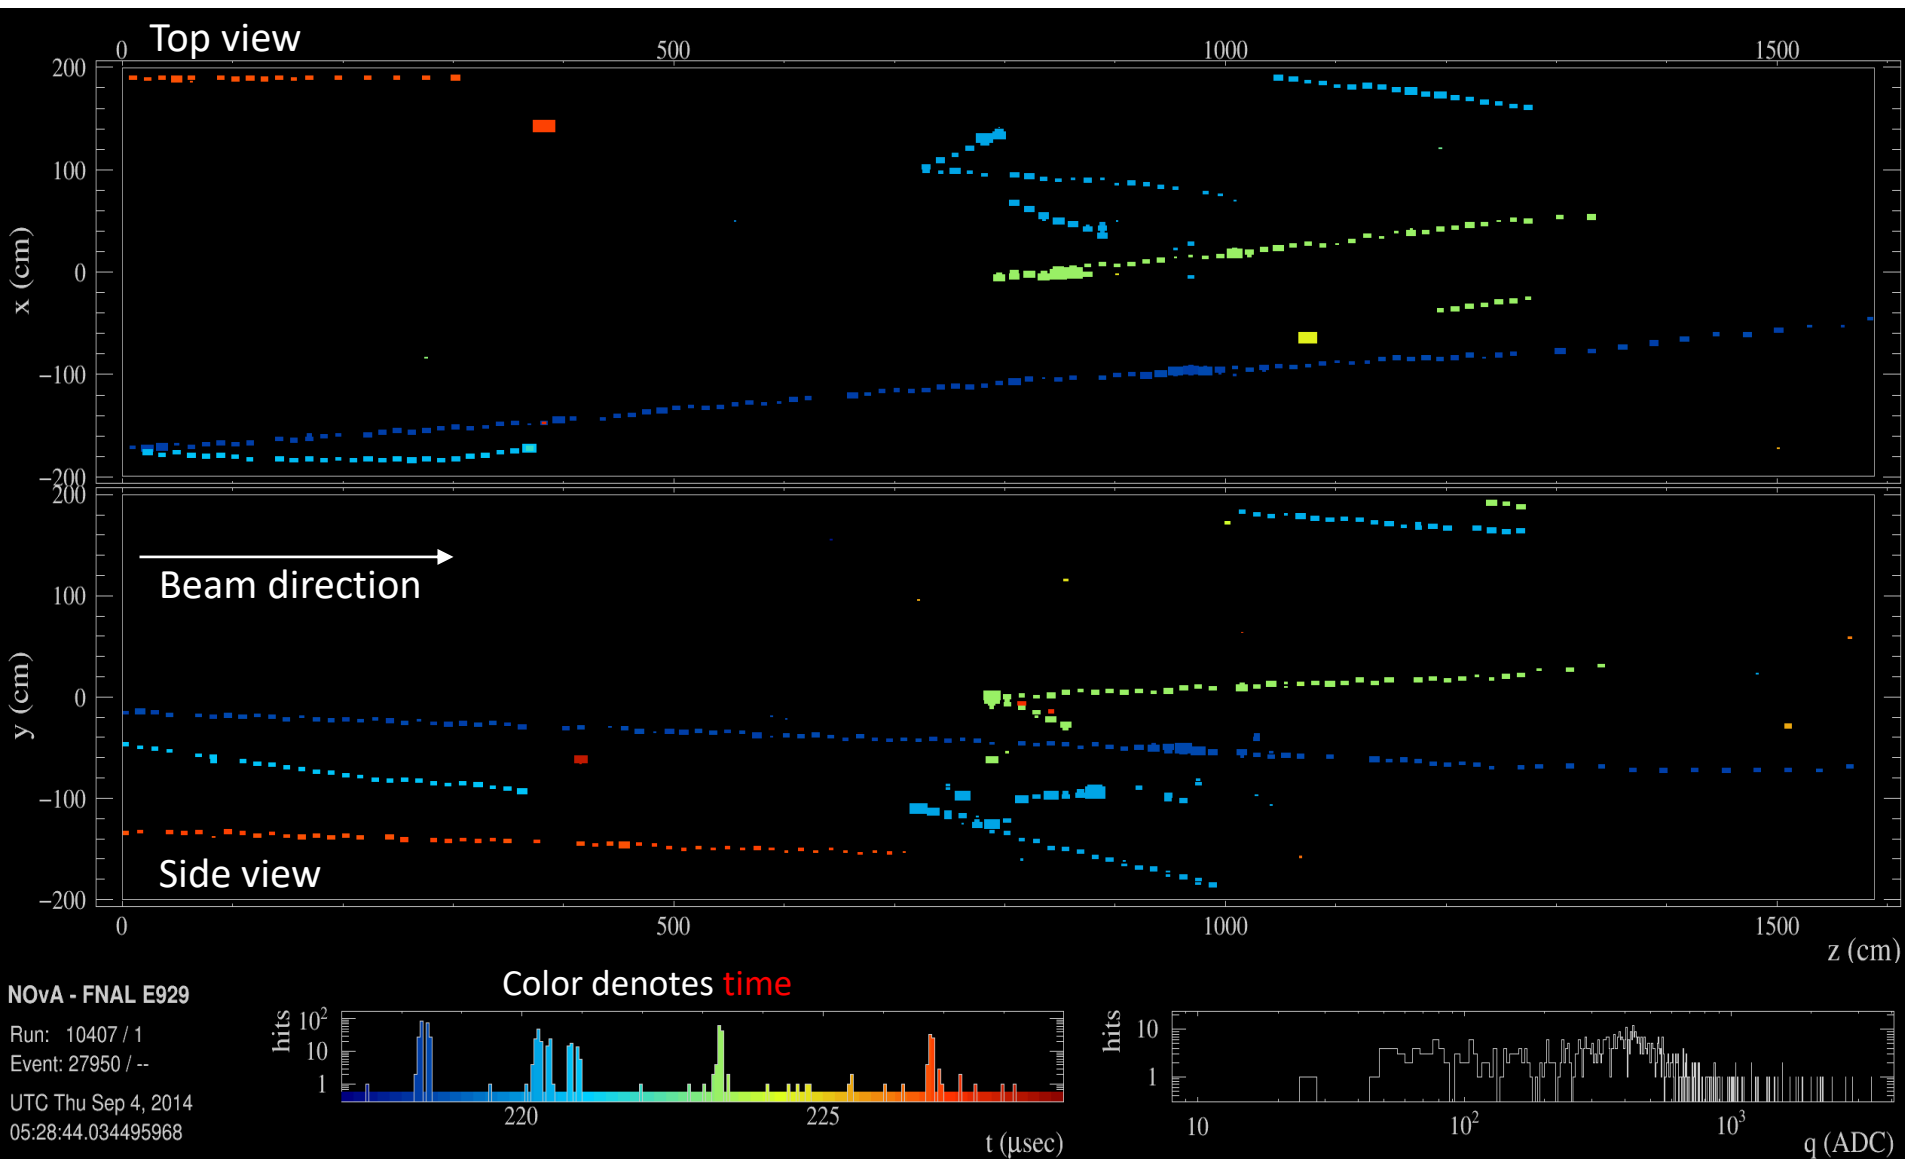 Top view
0 500 1000 1500
200
100
0
−100
−200
x (cm)
200
100
0
−100
−200
y (cm)
Beam direction
Side view
0 500 1000 1500
z (cm)
Color denotes time
NOvA - FNAL E929
Run: 10407 / 1
Event: 27950 / --
UTC Thu Sep 4, 2014
05:28:44.034495968
hits
10²
10
1
220 225
t (μsec)
hits
10
1
10 10² 10³
q (ADC)